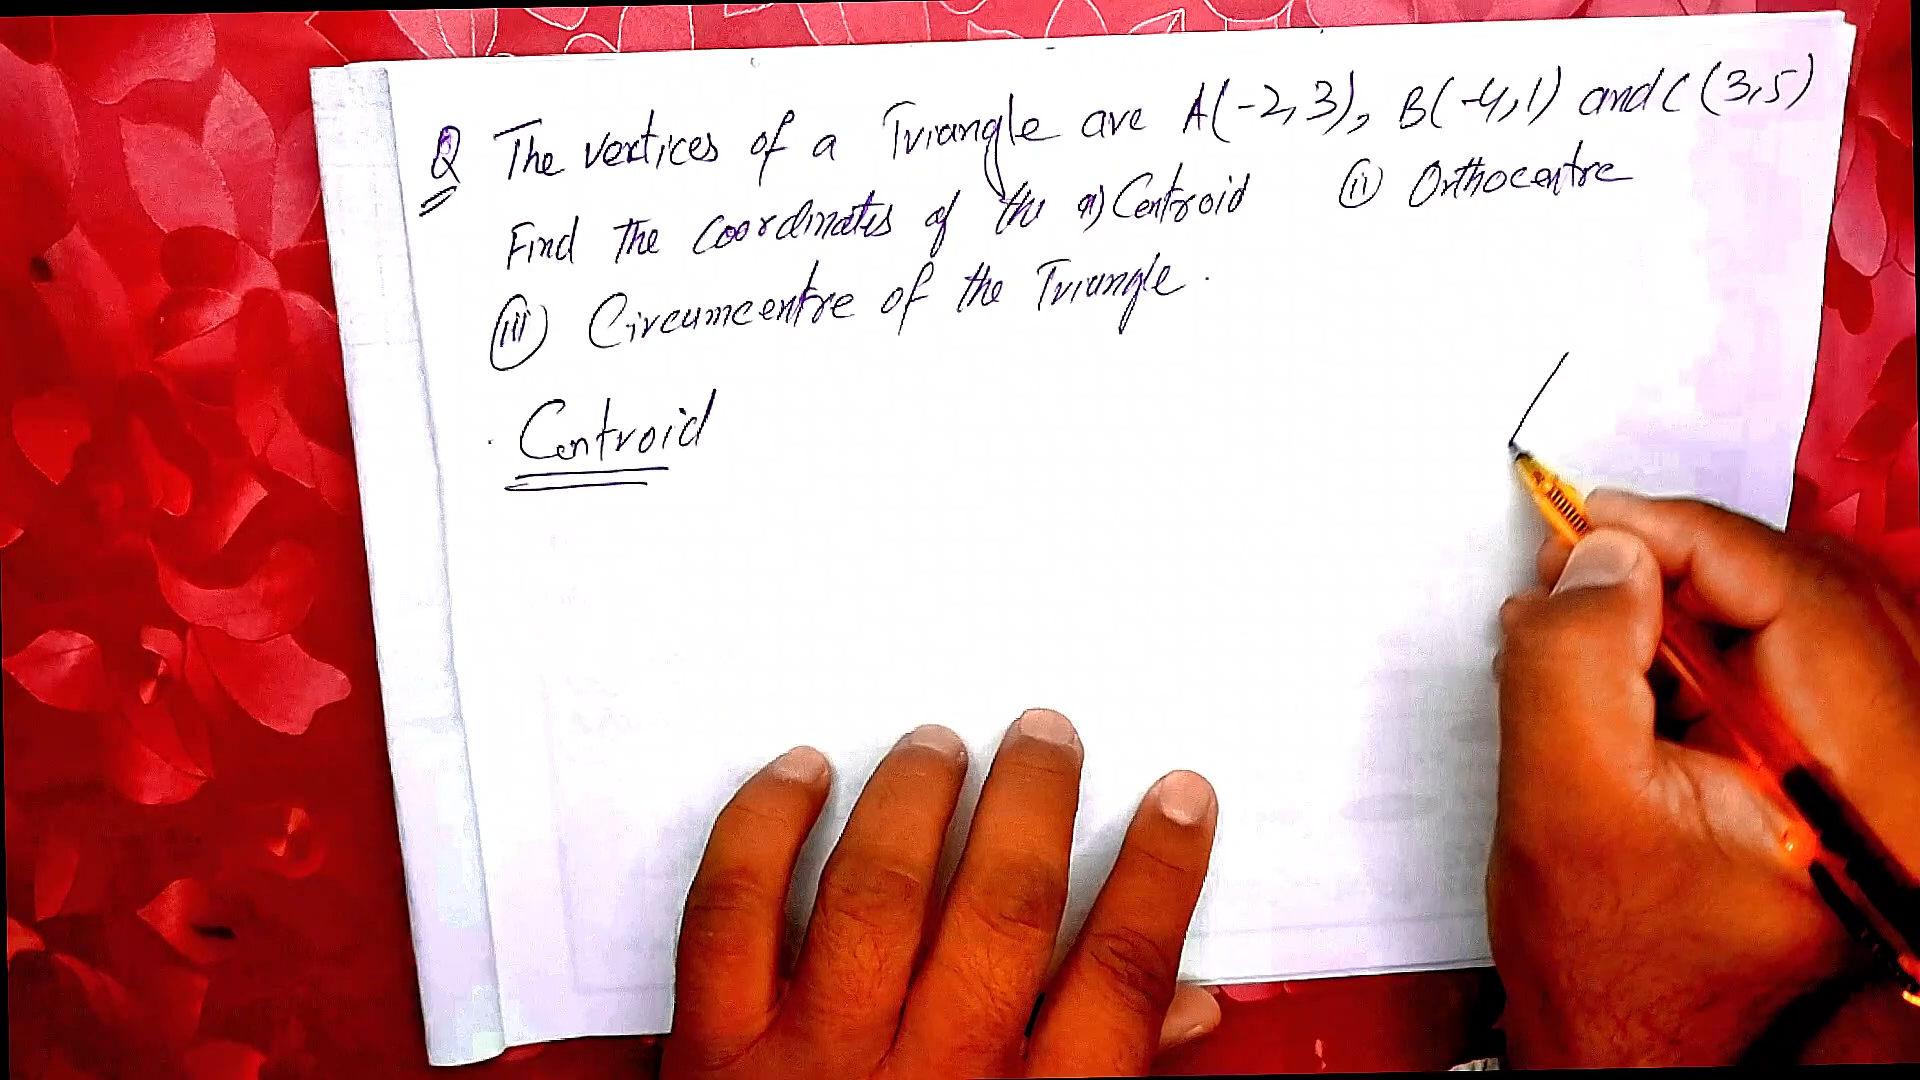 Q The vertices of a Triangle are A(-2,3), B(-4,1) and C(3,5)
Find the coordinates of the a) Centroid (ii) Orthocentre
(iii) Circumcentre of the Triangle.
Centroid